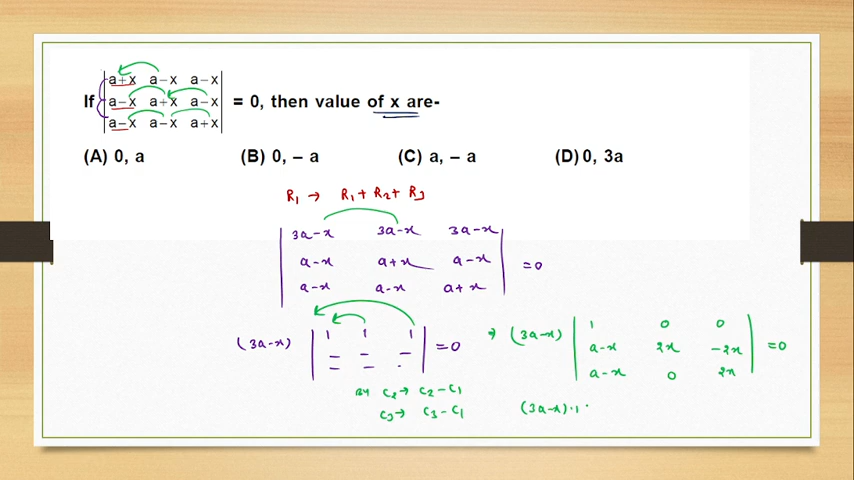 a+x a−x a−x
If a−x a+x a−x = 0, then value of x are-
a−x a−x a+x
(A) 0, a (B) 0, − a (C) a, − a (D) 0, 3a
R1 → R1 + R2 + R3
3a-x 3a-x 3a-x
a-x a+x a-x = 0
a-x a-x a+x
(3a-x) | 1 1 1 | = 0
⇒ (3a-x) | 1 0 0 | = 0
a-x 2x -2x
a-x 0 2x
By C2 → C2 - C1
C3 → C3 - C1
(3a-x)·1·